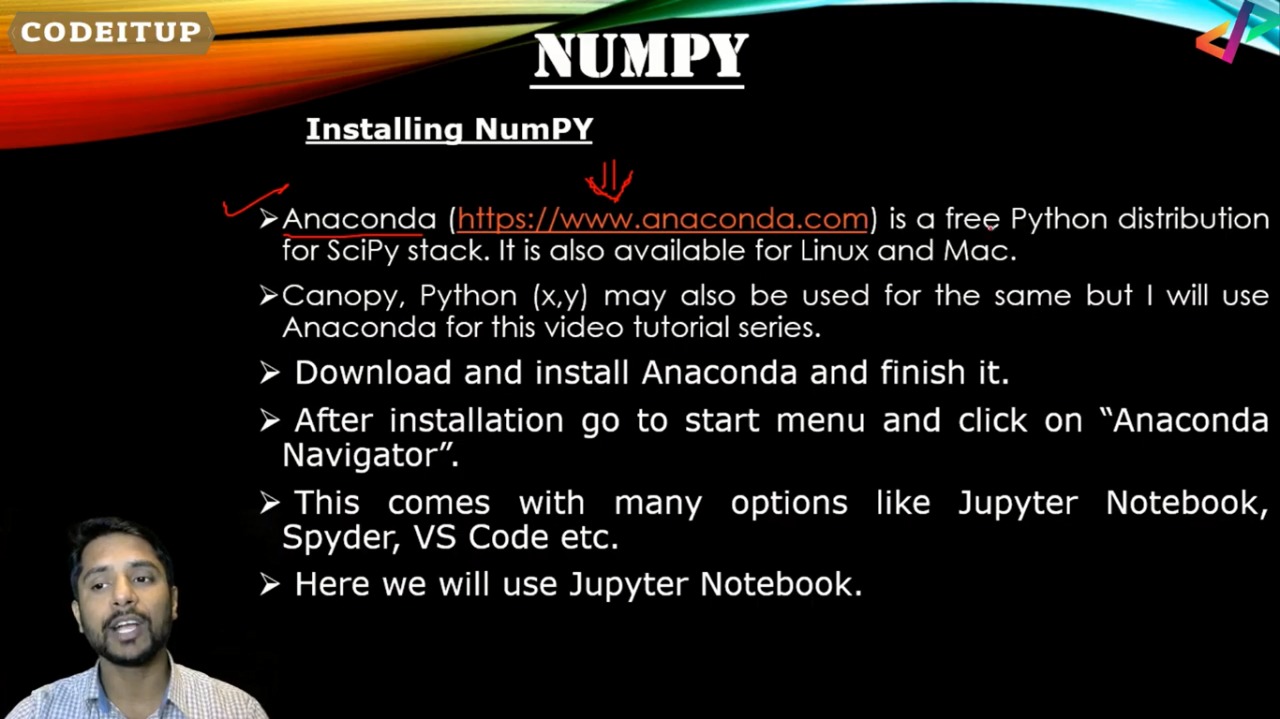 CODEITUP
NUMPY
Installing NumPY
➢Anaconda (https://www.anaconda.com) is a free Python distribution
for SciPy stack. It is also available for Linux and Mac.
➢Canopy, Python (x,y) may also be used for the same but I will use
Anaconda for this video tutorial series.
➢ Download and install Anaconda and finish it.
➢ After installation go to start menu and click on “Anaconda
Navigator”.
➢ This comes with many options like Jupyter Notebook,
Spyder, VS Code etc.
➢ Here we will use Jupyter Notebook.